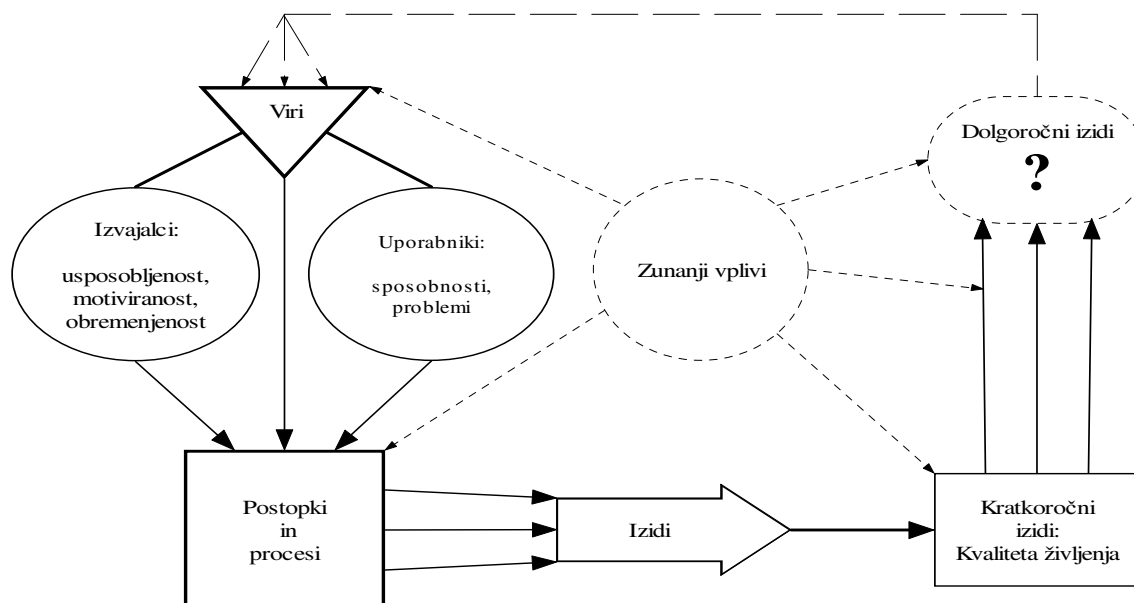 Viri
Dolgoročni izidi
?
Izvajalci:
usposobljenost,
motiviranost,
obremenjenost
Uporabniki:
sposobnosti,
problemi
Zunanji vplivi
Postopki
in
procesi
Izidi
Kratkoročni
izidi:
Kvaliteta življenja